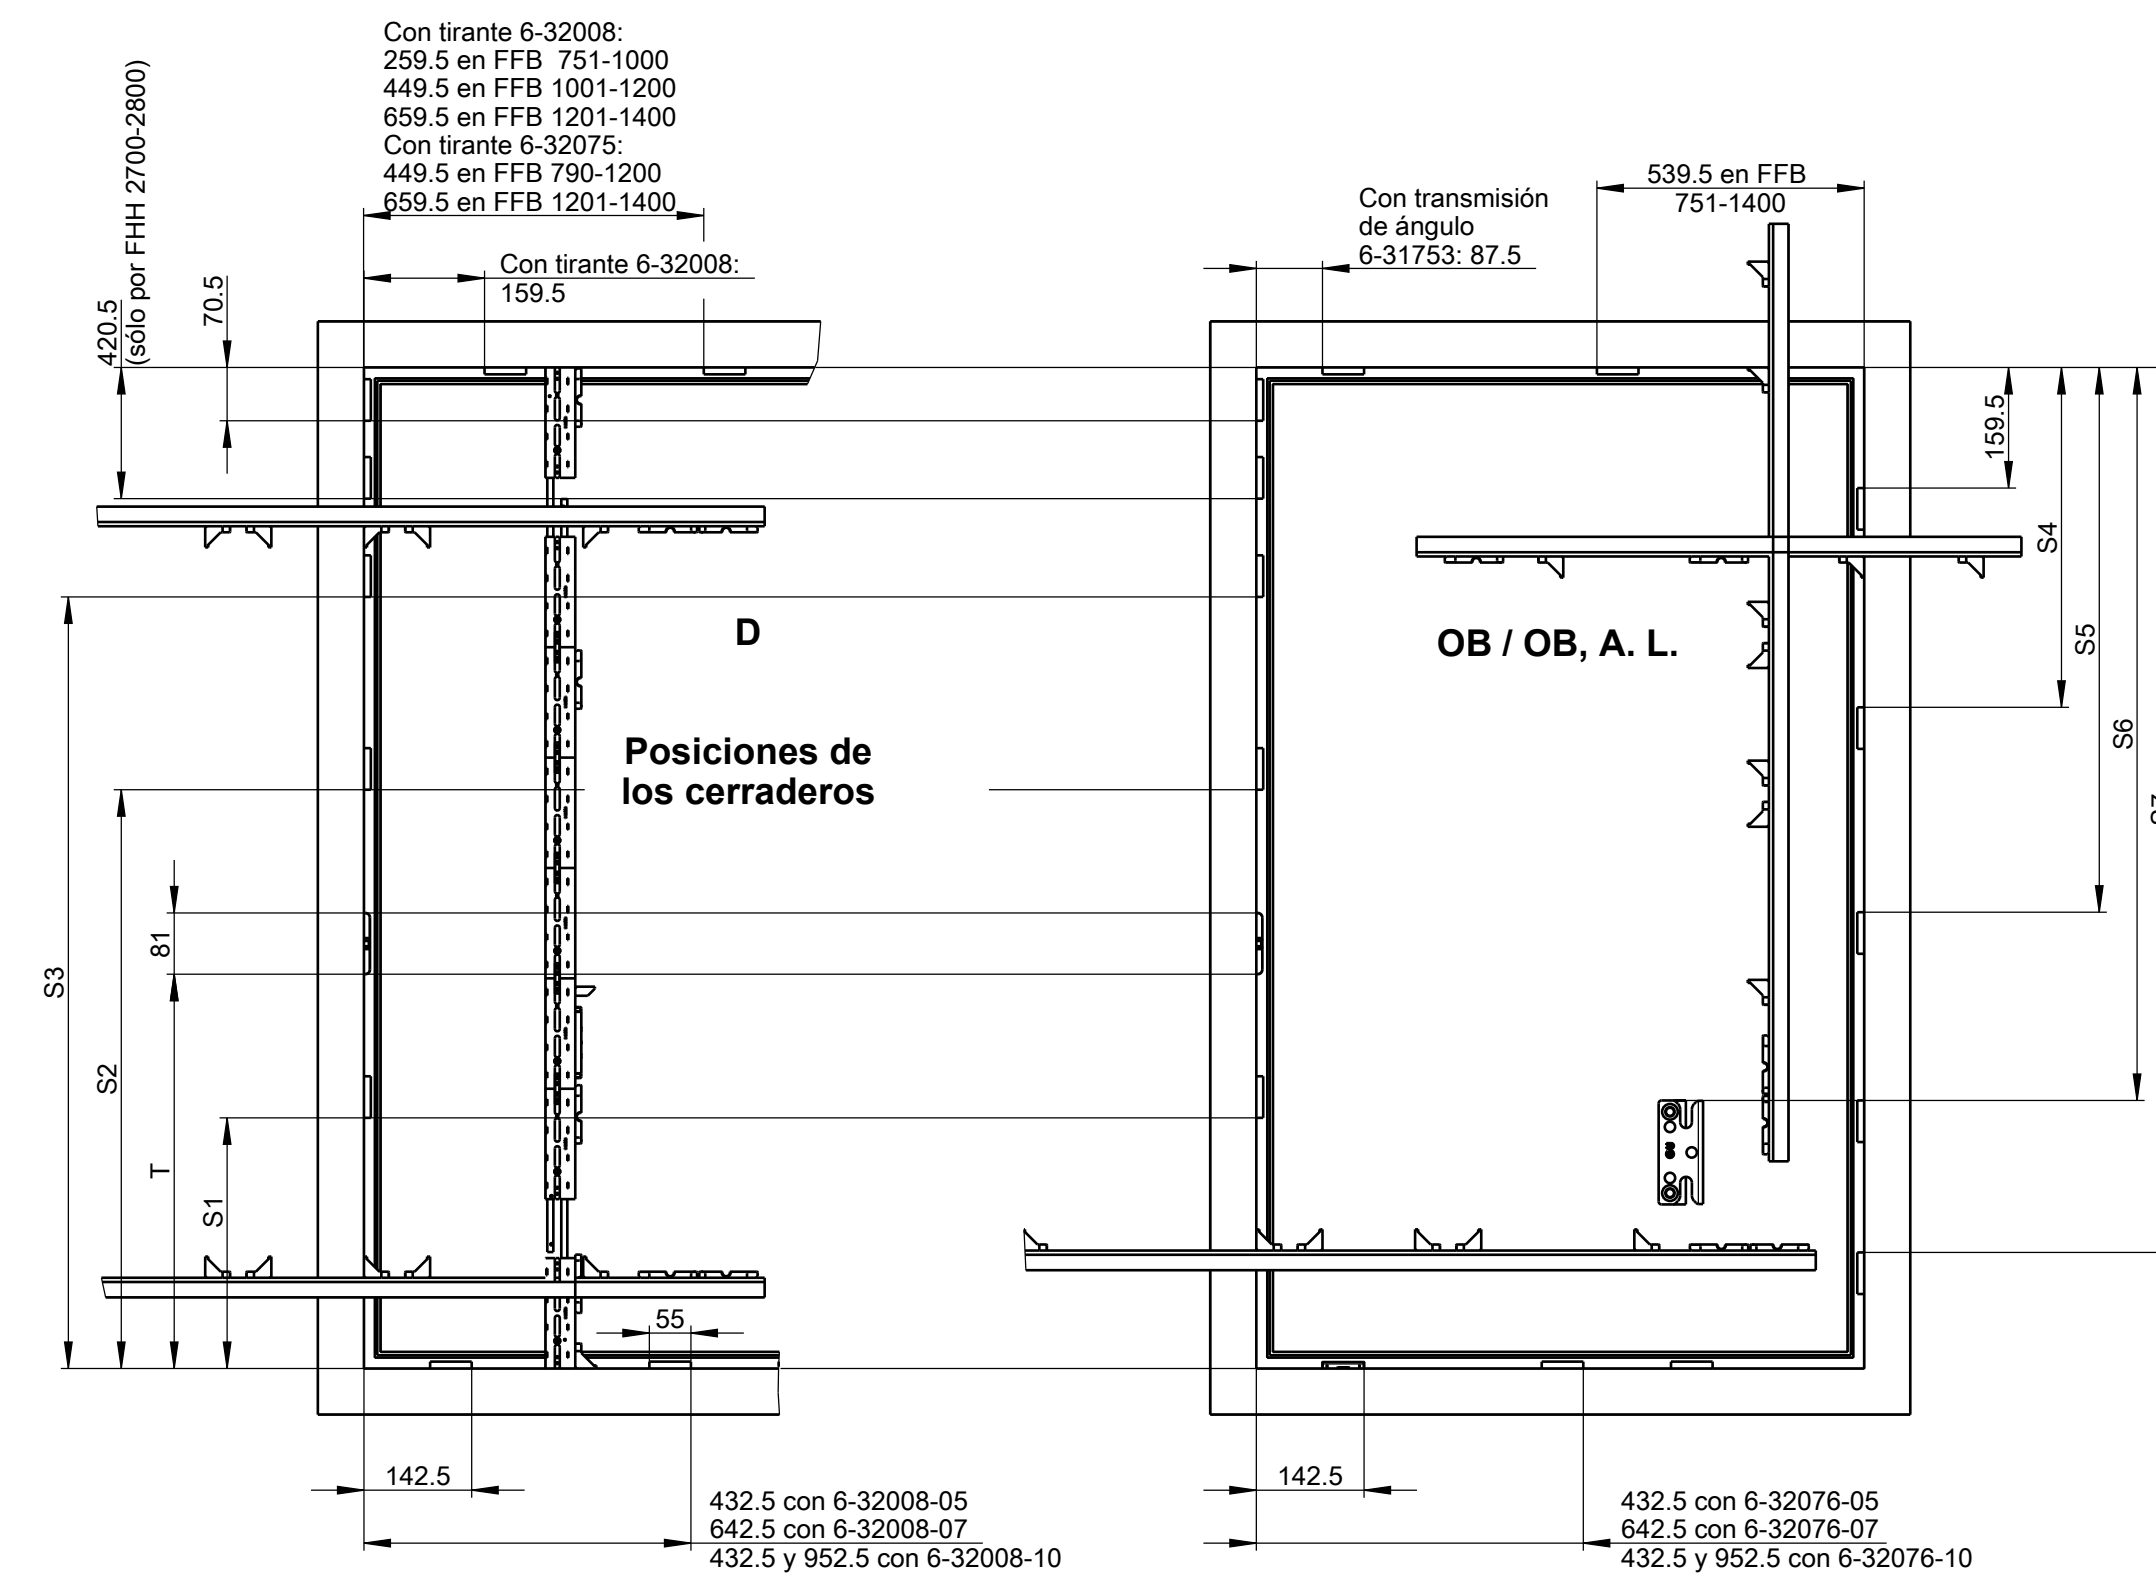 Con tirante 6-32008:
259.5 en FFB  751-1000
449.5 en FFB 1001-1200
659.5 en FFB 1201-1400
Con tirante 6-32075:
449.5 en FFB 790-1200
659.5 en FFB 1201-1400
420.5
(sólo por FHH 2700-2800)
70.5
Con tirante 6-32008:
159.5
Con transmisión
de ángulo
6-31753: 87.5
539.5 en FFB
751-1400
159.5
S4
S5
S6
D
OB / OB, A. L.
Posiciones de
los cerraderos
S3
S2
81
T
S1
55
142.5
432.5 con 6-32008-05
642.5 con 6-32008-07
432.5 y 952.5 con 6-32008-10
142.5
432.5 con 6-32076-05
642.5 con 6-32076-07
432.5 y 952.5 con 6-32076-10